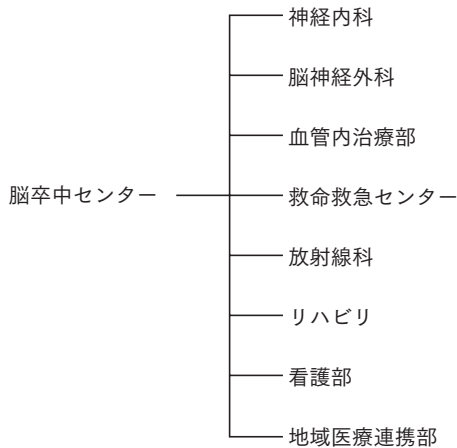 神経内科
脳神経外科
血管内治療部
脳卒中センター
救命救急センター
放射線科
リハビリ
看護部
地域医療連携部